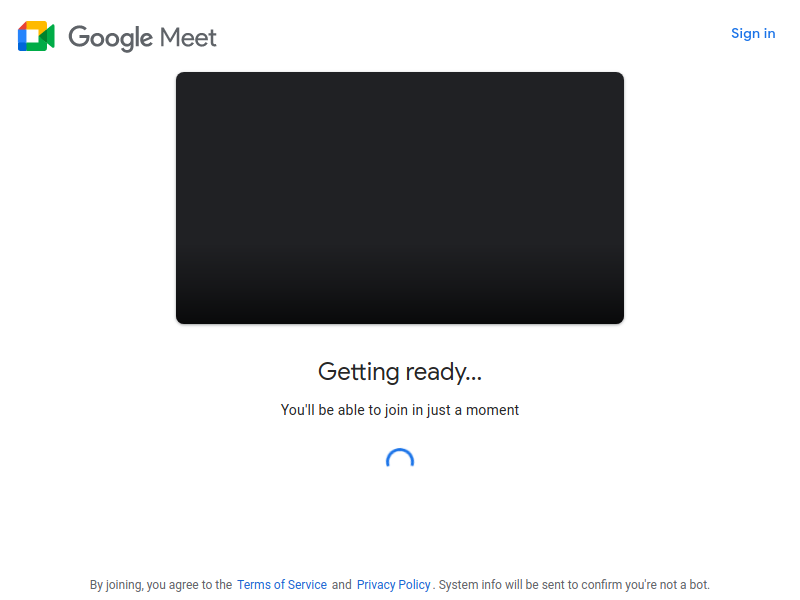 Google Meet
Sign in
Getting ready...
You'll be able to join in just a moment
By joining, you agree to the Terms of Service and Privacy Policy. System info will be sent to confirm you're not a bot.